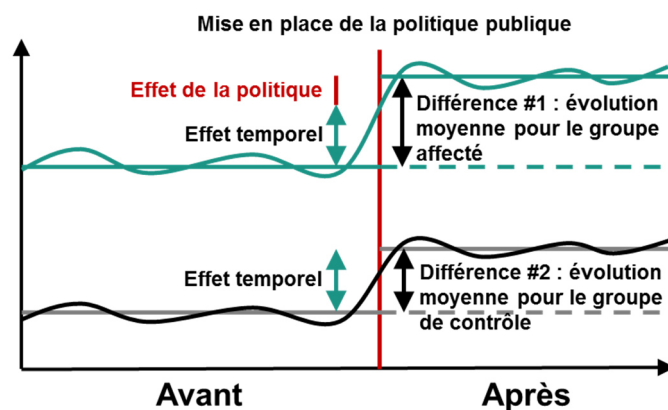 Mise en place de la politique publique
Effet de la politique
Effet temporel
Différence #1 : évolution
moyenne pour le groupe
affecté
Effet temporel
Différence #2 : évolution
moyenne pour le groupe
de contrôle
Avant
Après